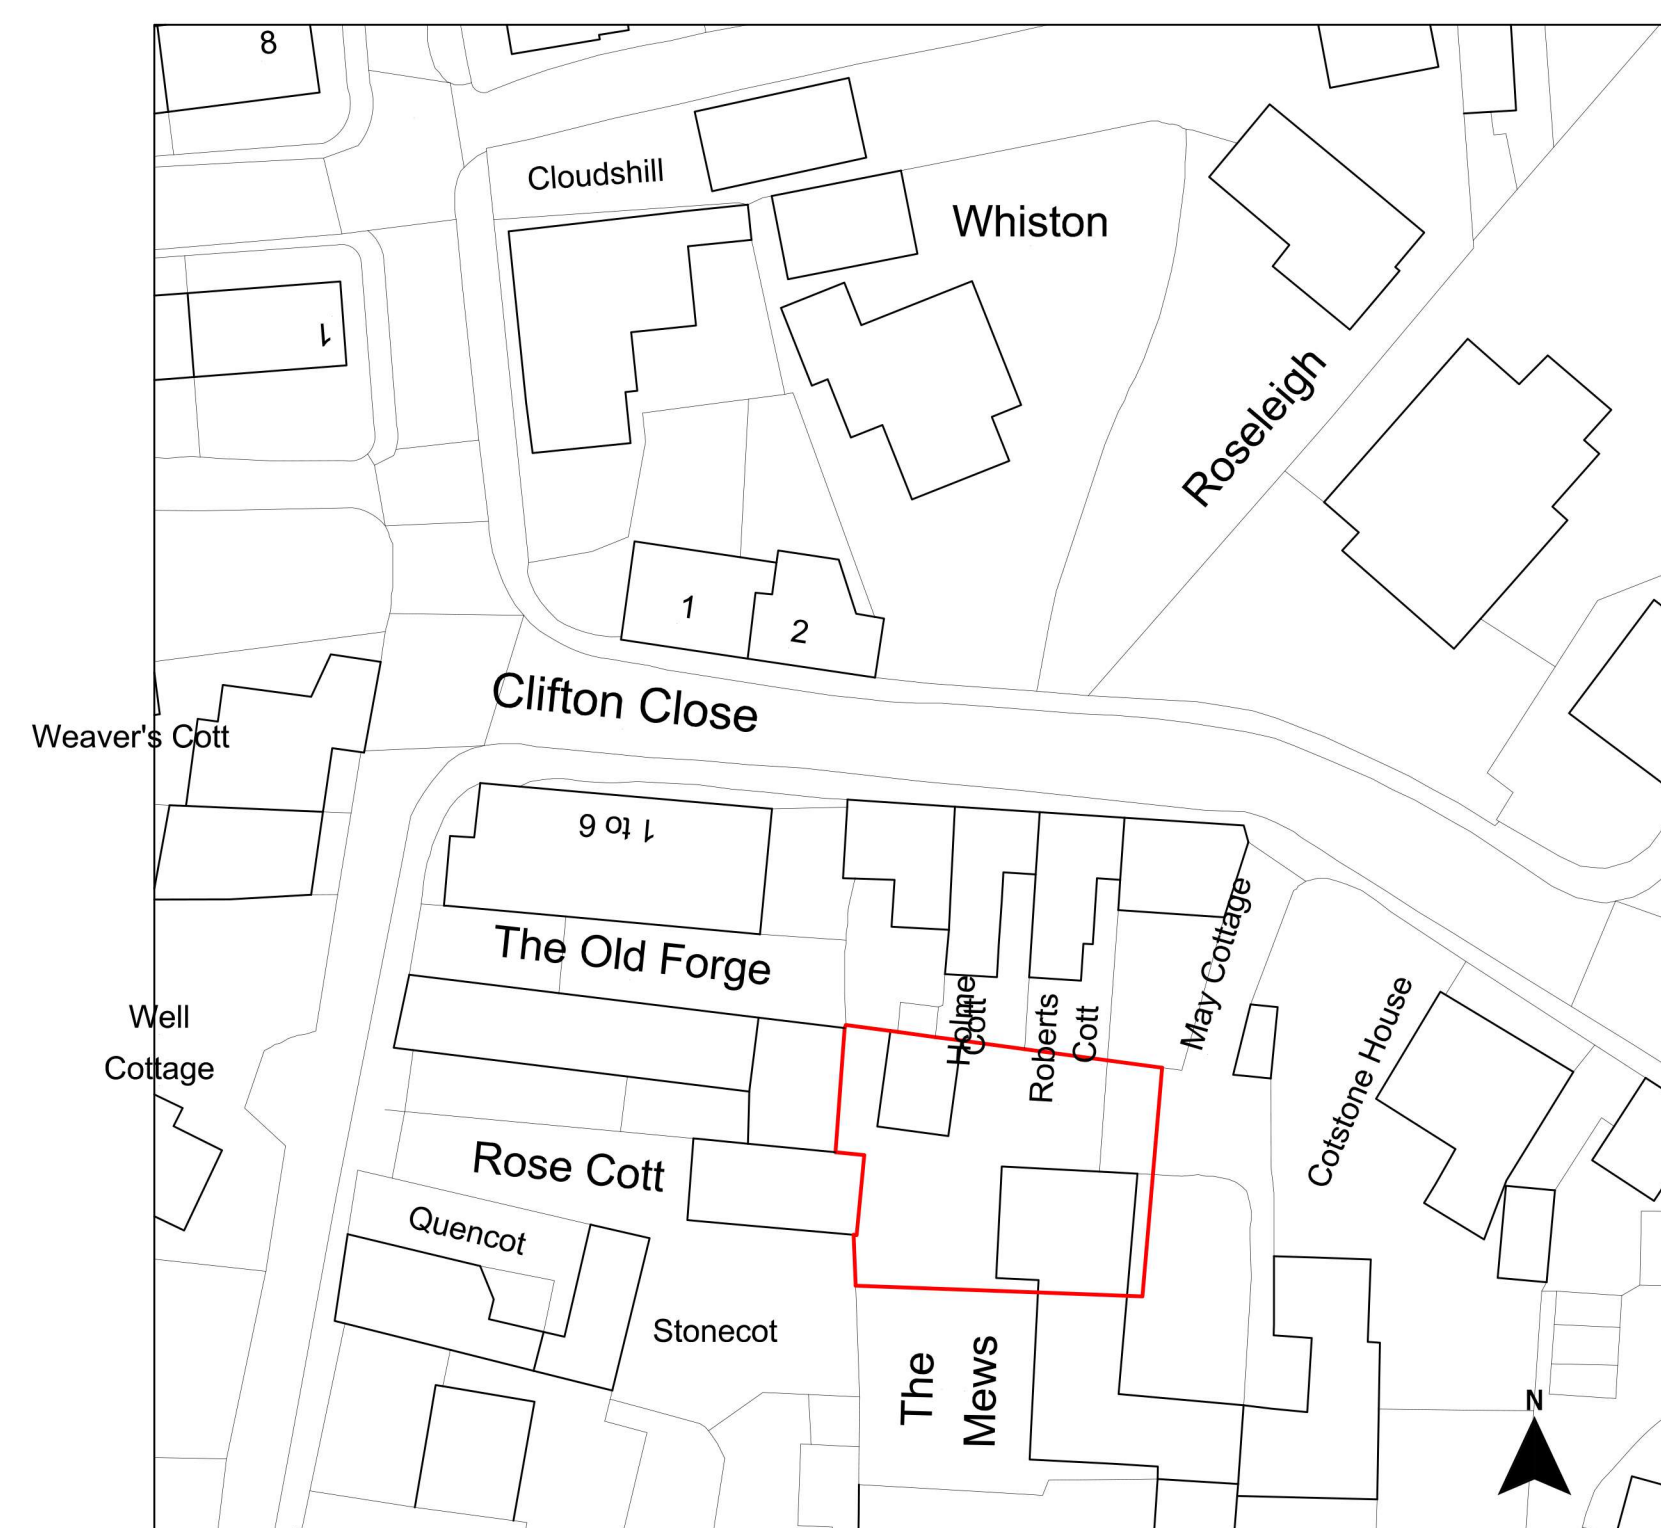 8
Cloudshill
Whiston
1
Roseleigh
1
2
Clifton Close
Weaver's Cott
1 to 6
The Old Forge
May Cottage
Holme
Cott
Roberts
Cott
Cotstone House
Well
Cottage
Rose Cott
Quencot
Stonecot
The
Mews
N